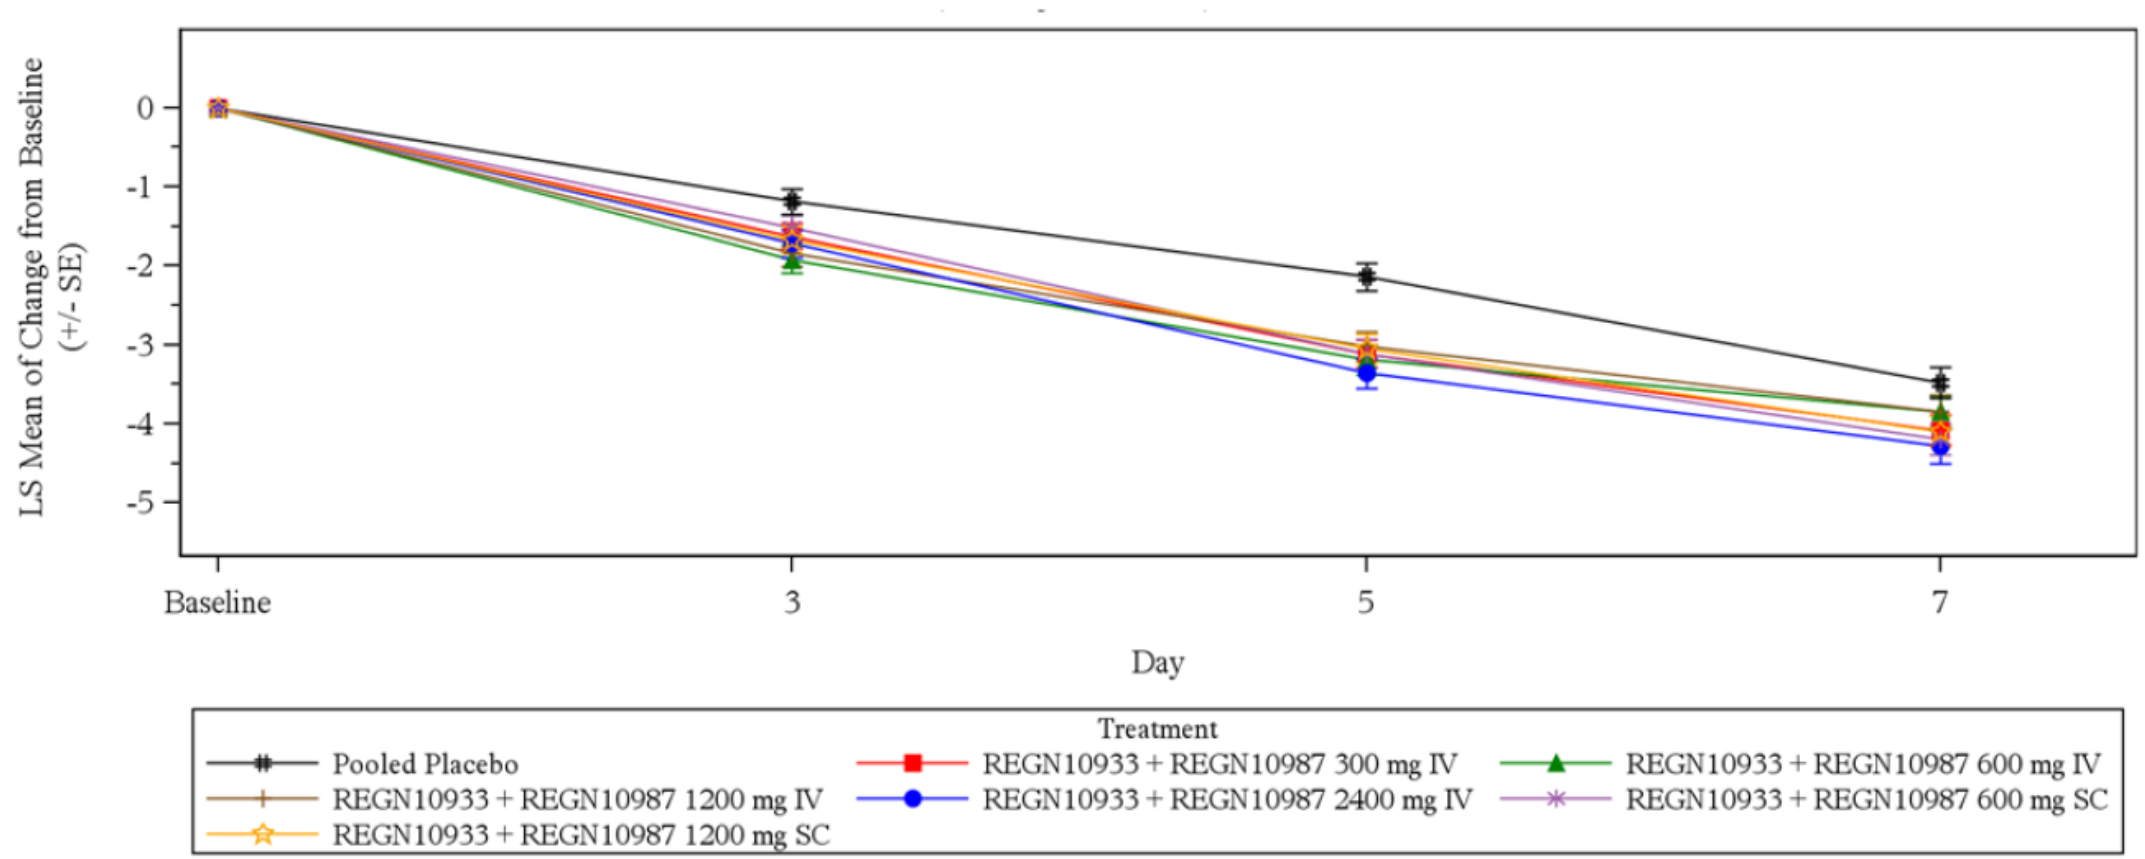 LS Mean of Change from Baseline
(+/- SE)
0
-1
-2
-3
-4
-5
Baseline 3 5 7
Day
Treatment
Pooled Placebo REGN10933 + REGN10987 300 mg IV REGN10933 + REGN10987 600 mg IV
REGN10933 + REGN10987 1200 mg IV REGN10933 + REGN10987 2400 mg IV REGN10933 + REGN10987 600 mg SC
REGN10933 + REGN10987 1200 mg SC